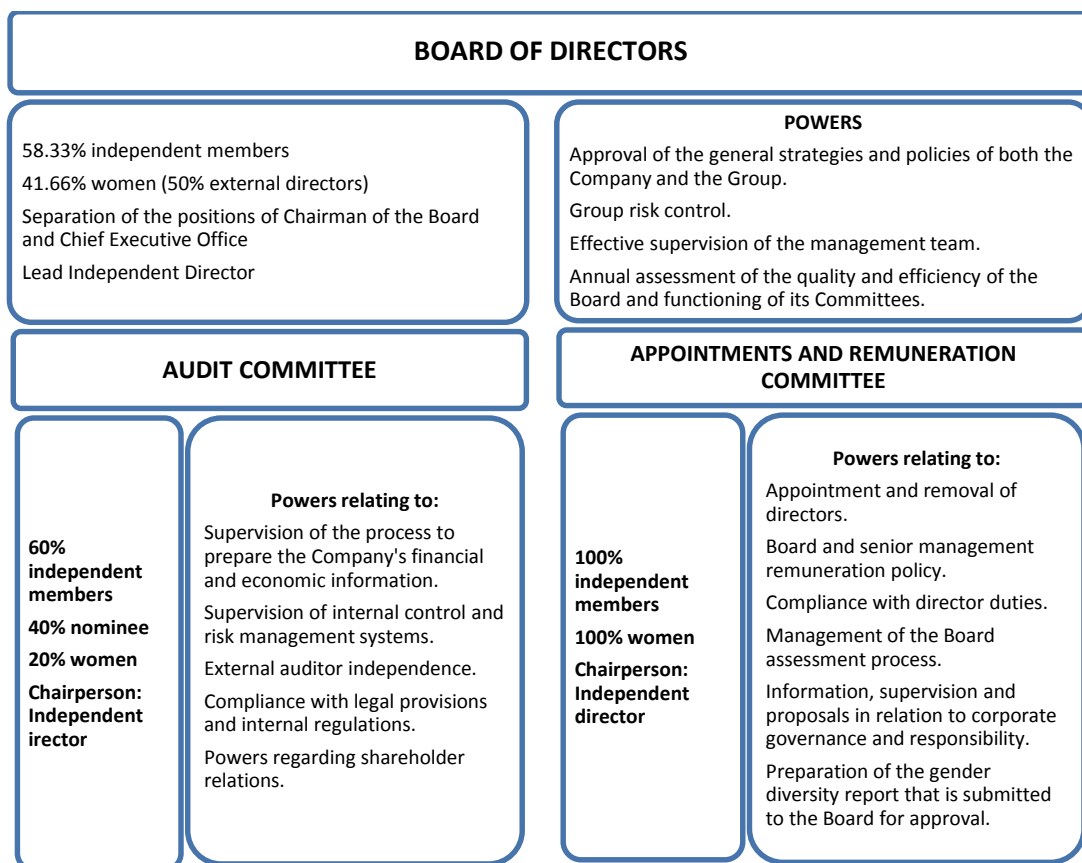 BOARD OF DIRECTORS
58.33% independent members
41.66% women (50% external directors)
Separation of the positions of Chairman of the Board
and Chief Executive Office
Lead Independent Director
POWERS
Approval of the general strategies and policies of both the
Company and the Group.
Group risk control.
Effective supervision of the management team.
Annual assessment of the quality and efficiency of the
Board and functioning of its Committees.
AUDIT COMMITTEE
60%
independent
members
40% nominee
20% women
Chairperson:
Independent
irector
Powers relating to:
Supervision of the process to
prepare the Company's financial
and economic information.
Supervision of internal control and
risk management systems.
External auditor independence.
Compliance with legal provisions
and internal regulations.
Powers regarding shareholder
relations.
APPOINTMENTS AND REMUNERATION
COMMITTEE
100%
independent
members
100% women
Chairperson:
Independent
director
Powers relating to:
Appointment and removal of
directors.
Board and senior management
remuneration policy.
Compliance with director duties.
Management of the Board
assessment process.
Information, supervision and
proposals in relation to corporate
governance and responsibility.
Preparation of the gender
diversity report that is submitted
to the Board for approval.